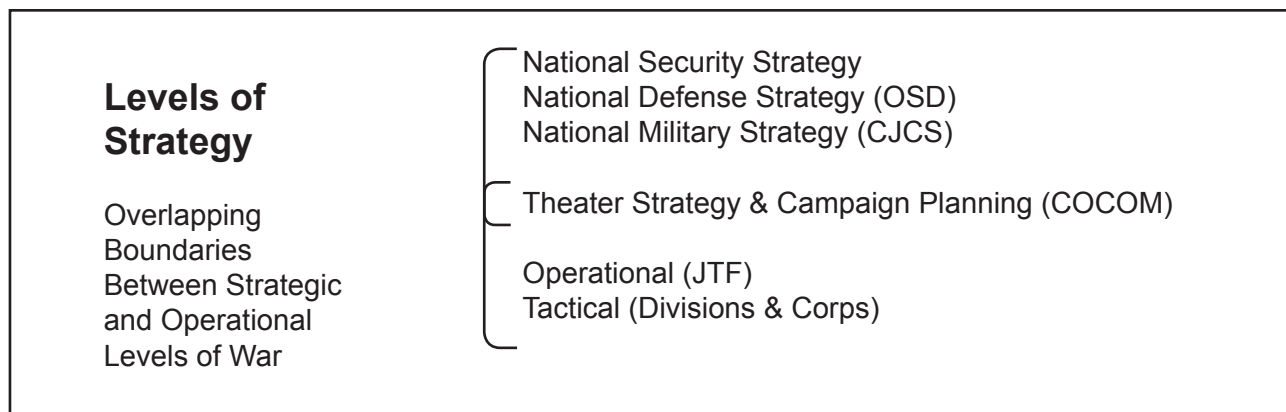 Levels of
Strategy
Overlapping
Boundaries
Between Strategic
and Operational
Levels of War
National Security Strategy
National Defense Strategy (OSD)
National Military Strategy (CJCS)
Theater Strategy & Campaign Planning (COCOM)
Operational (JTF)
Tactical (Divisions & Corps)